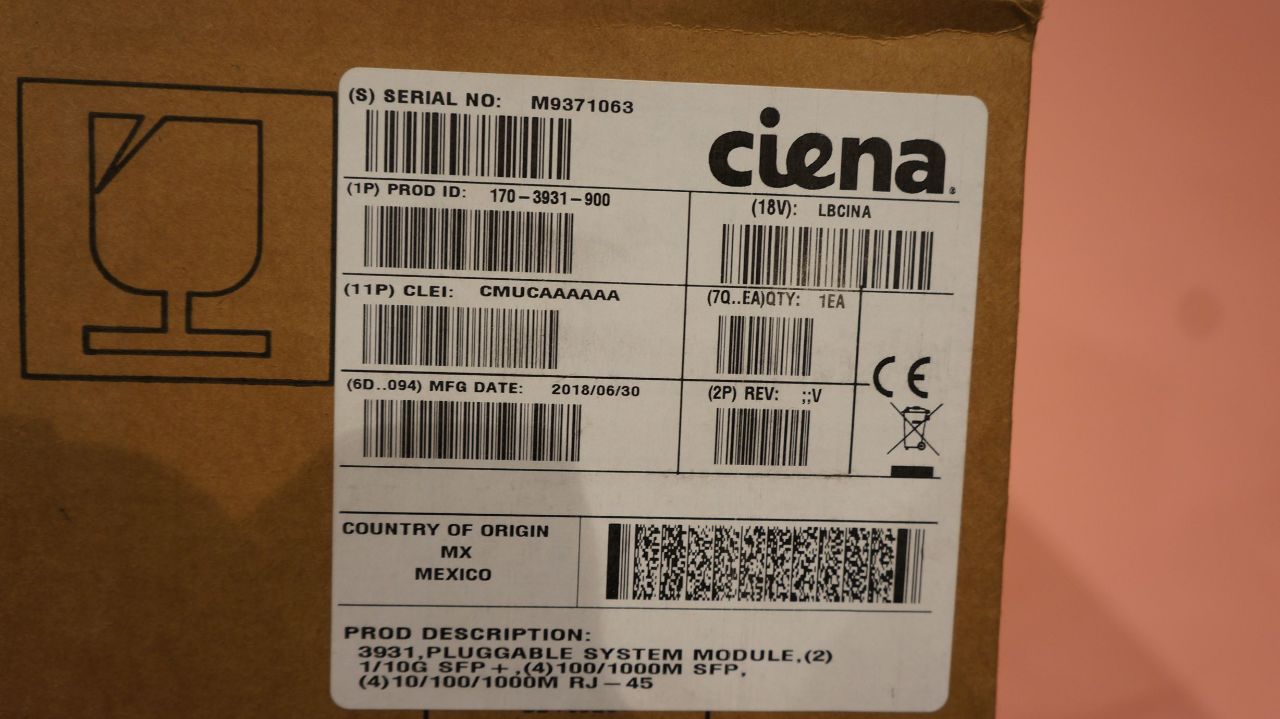 (S) SERIAL NO: M9371063
ciena
(1P) PROD ID: 170-3931-900
(18V): LBCINA
(11P) CLEI: CMUCAAAAAA
(7Q..EA)QTY: 1EA
(6D..094) MFG DATE: 2018/06/30
(2P) REV: ;;V
CE
COUNTRY OF ORIGIN
MX
MEXICO
PROD DESCRIPTION:
3931,PLUGGABLE SYSTEM MODULE,(2)
1/10G SFP+,(4)100/1000M SFP,
(4)10/100/1000M RJ-45